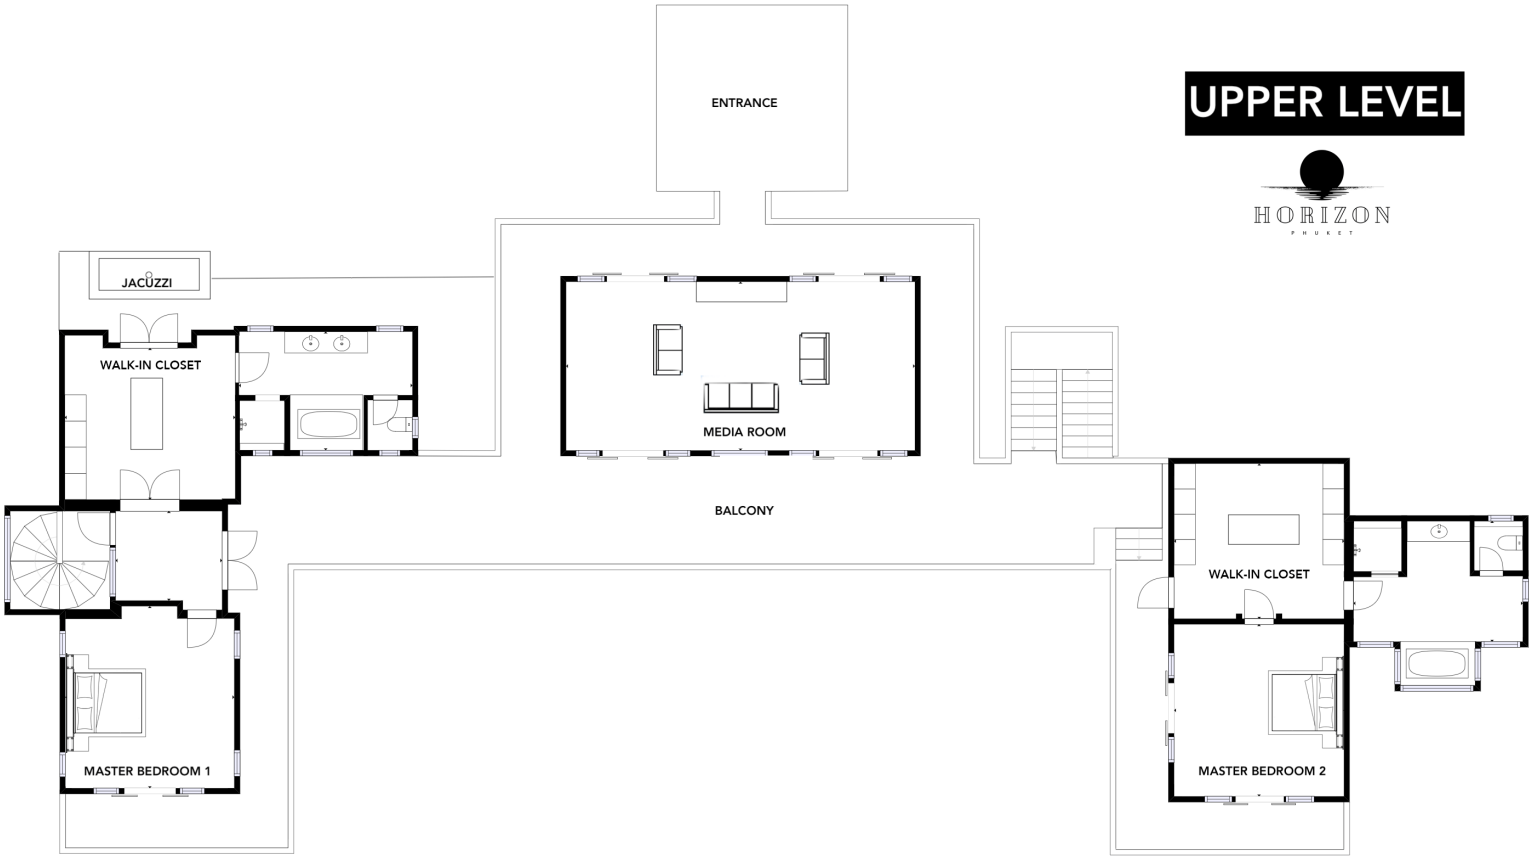 ENTRANCE
UPPER LEVEL
HORIZON
PHUKET
JACUZZI
WALK-IN CLOSET
MEDIA ROOM
BALCONY
WALK-IN CLOSET
MASTER BEDROOM 1
MASTER BEDROOM 2